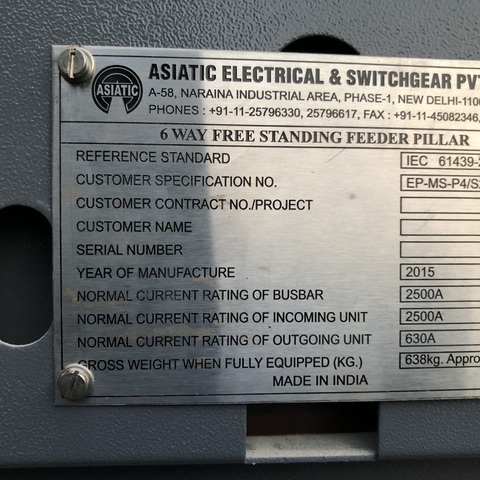 ASIATIC
ASIATIC ELECTRICAL & SWITCHGEAR PVT
A-58, NARAINA INDUSTRIAL AREA, PHASE-1, NEW DELHI-1100
PHONES : +91-11-25796330, 25796617, FAX : +91-11-45082346,
6 WAY FREE STANDING FEEDER PILLAR
REFERENCE STANDARD IEC 61439-
CUSTOMER SPECIFICATION NO. EP-MS-P4/S
CUSTOMER CONTRACT NO./PROJECT
CUSTOMER NAME
SERIAL NUMBER
YEAR OF MANUFACTURE 2015
NORMAL CURRENT RATING OF BUSBAR 2500A
NORMAL CURRENT RATING OF INCOMING UNIT 2500A
NORMAL CURRENT RATING OF OUTGOING UNIT 630A
GROSS WEIGHT WHEN FULLY EQUIPPED (KG.) 638kg. Appro
MADE IN INDIA